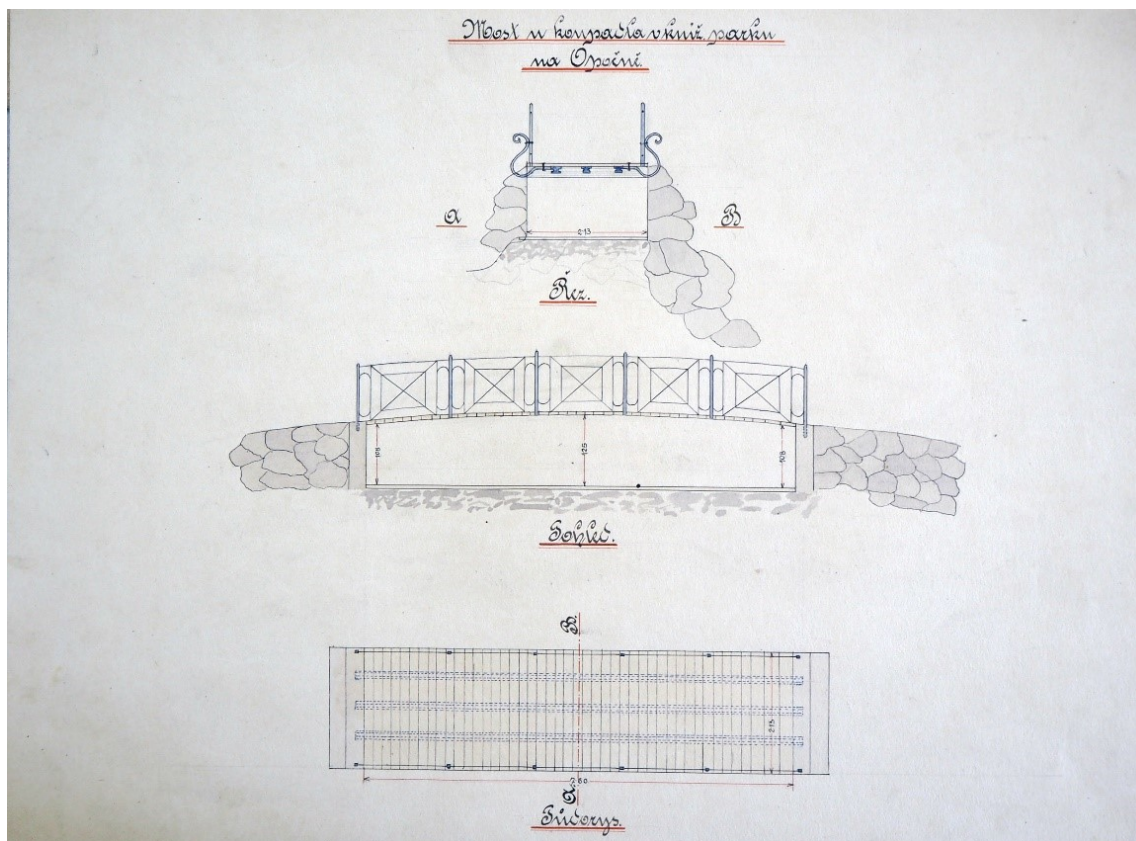 Most u koupadla v kníž. parku
na Opočně.
A
B
213
Řez.
108
125
108
Pohled.
B.
213
760
A.
Půdorys.